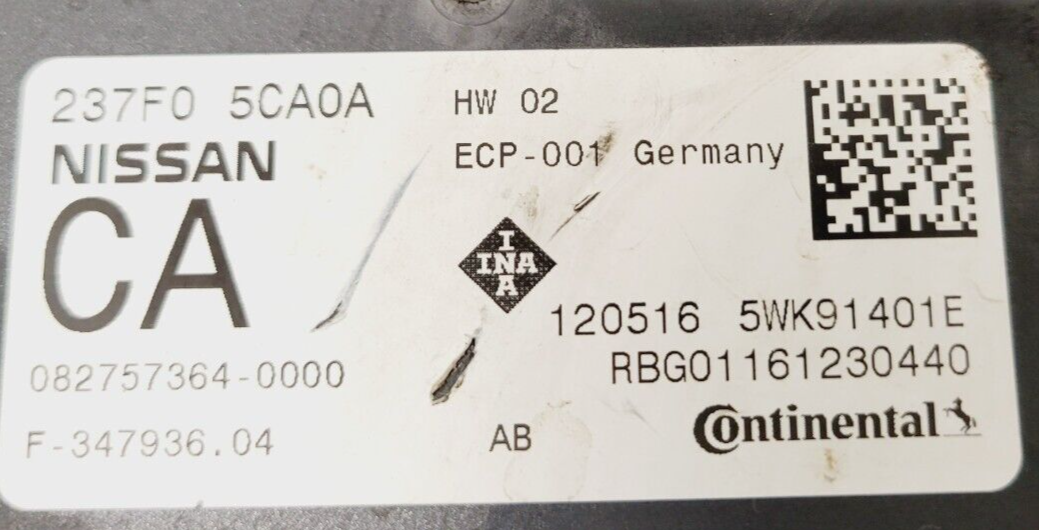 237F0 5CA0A
NISSAN
CA
082757364-0000
F-347936.04
HW 02
ECP-001 Germany
INA
INA
120516 5WK91401E
RBG01161230440
AB
Continental